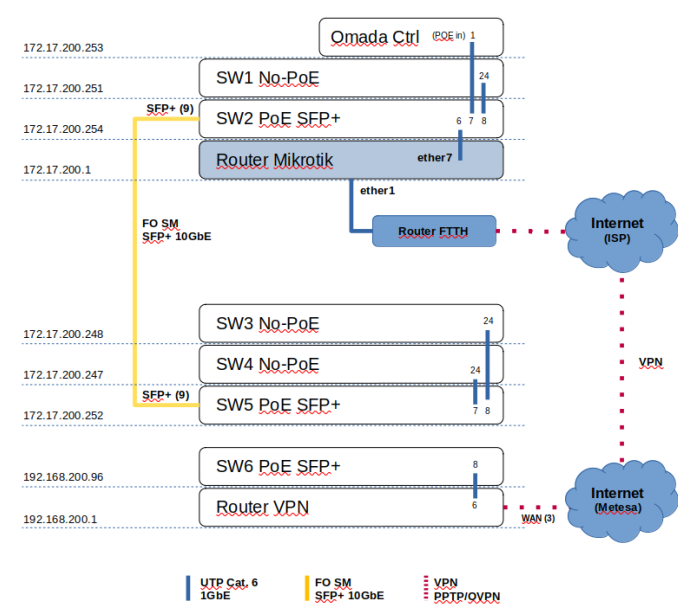 Omada Ctrl (POE in) 1
172.17.200.253
SW1 No-PoE
24
172.17.200.251
SFP+ (9)
SW2 PoE SFP+
6 7 8
172.17.200.254
Router Mikrotik
ether7
172.17.200.1
ether1
FO SM
SFP+ 10GbE
Router FTTH
Internet
(ISP)
SW3 No-PoE
24
172.17.200.248
SW4 No-PoE
24
172.17.200.247
SFP+ (9)
SW5 PoE SFP+
7 8
172.17.200.252
VPN
SW6 PoE SFP+
8
192.168.200.96
Router VPN
6
192.168.200.1
WAN (3)
Internet
(Metesa)
UTP Cat. 6
1GbE
FO SM
SFP+ 10GbE
VPN
PPTP/OVPN